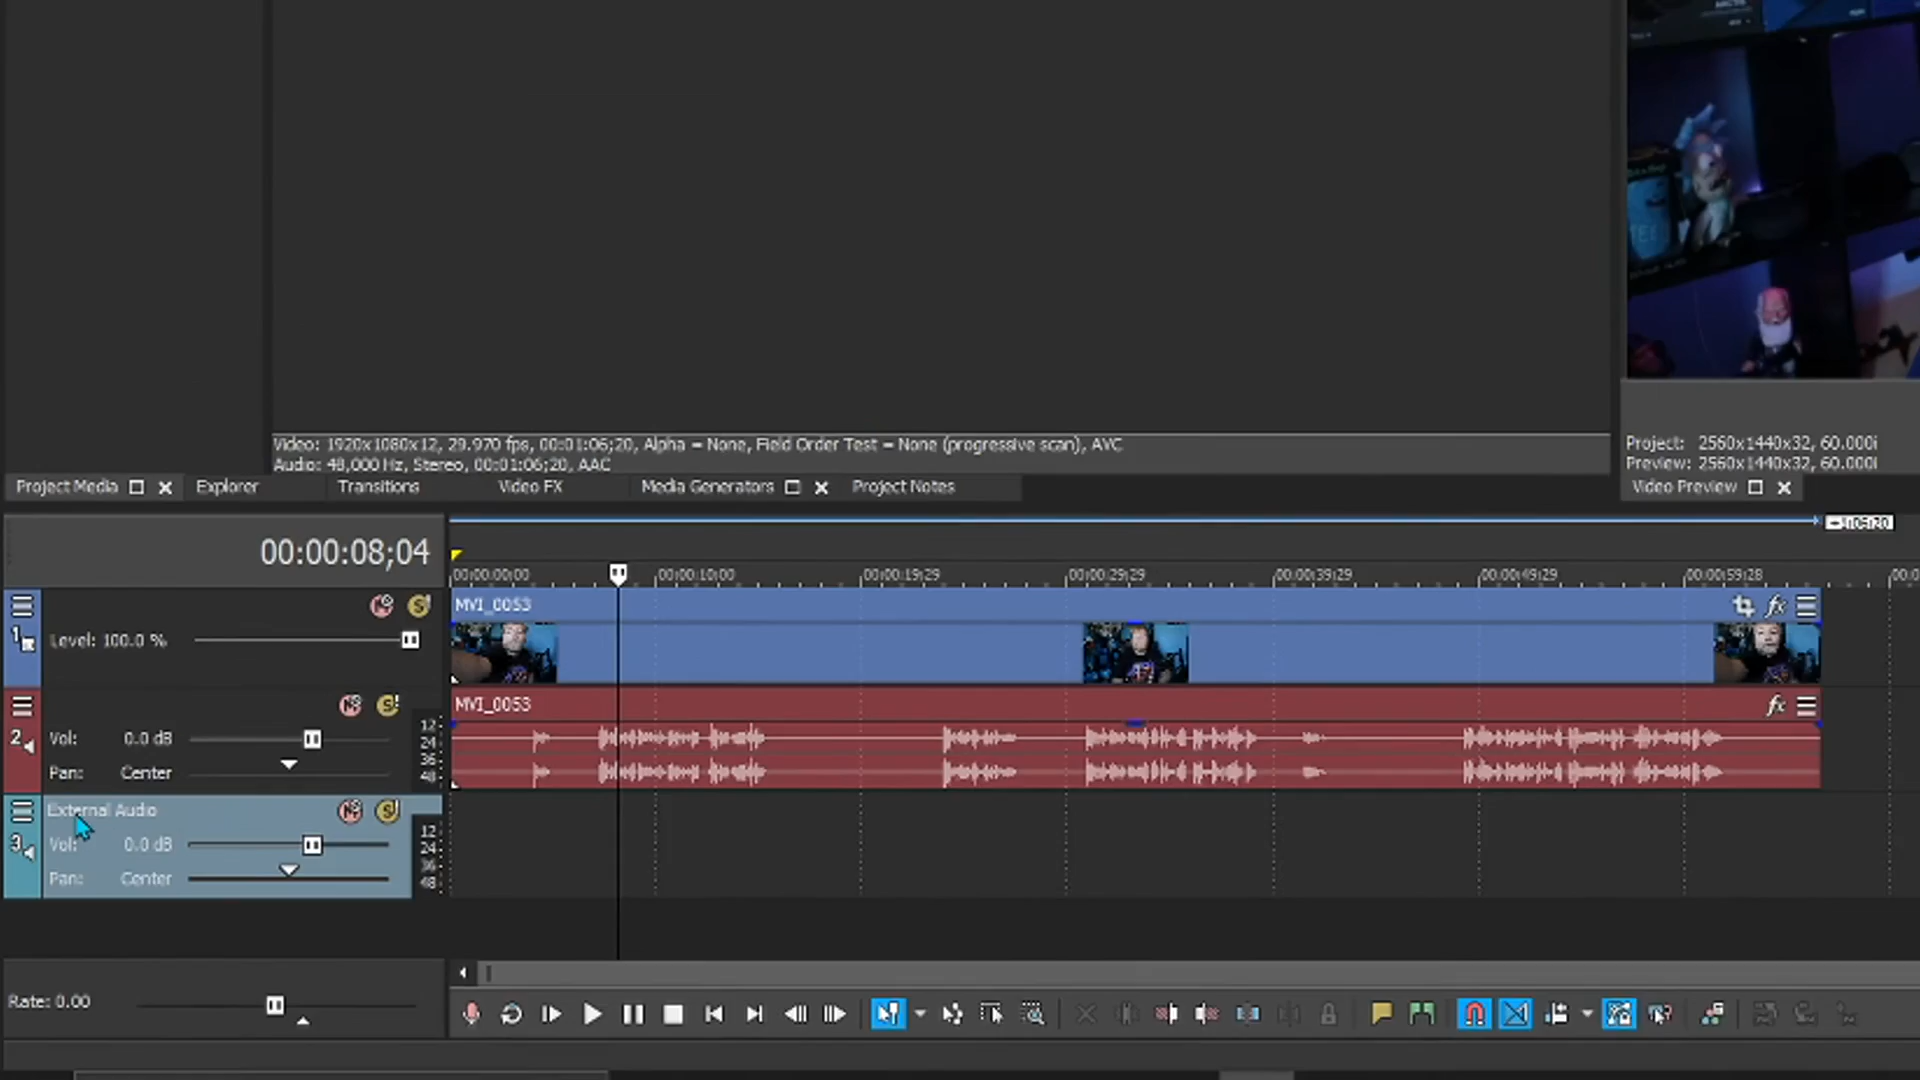 Video: 1920x1080x12, 29.970 fps, 00:01:06;20, Alpha = None, Field Order Test = None (progressive scan), AVC
Audio: 48,000 Hz, Stereo, 00:01:06;20, AAC
Project: 2560x1440x32, 60.000i
Preview: 2560x1440x32, 60.000i
Project Media
Explorer
Transitions
Video FX
Media Generators
Project Notes
Video Preview
00:00:08;04
00:00:00;00
00:00:10;00
00:00:19;29
00:00:29;29
00:00:39;29
00:00:49;29
00:00:59;28
MVI_0053
fx
1
Level: 100.0 %
M
S
MVI_0053
fx
2
Vol: 0.0 dB
Pan: Center
M
S
12
24
36
48
External Audio
3
Vol: 0.0 dB
Pan: Center
M
S
12
24
36
48
Rate: 0.00